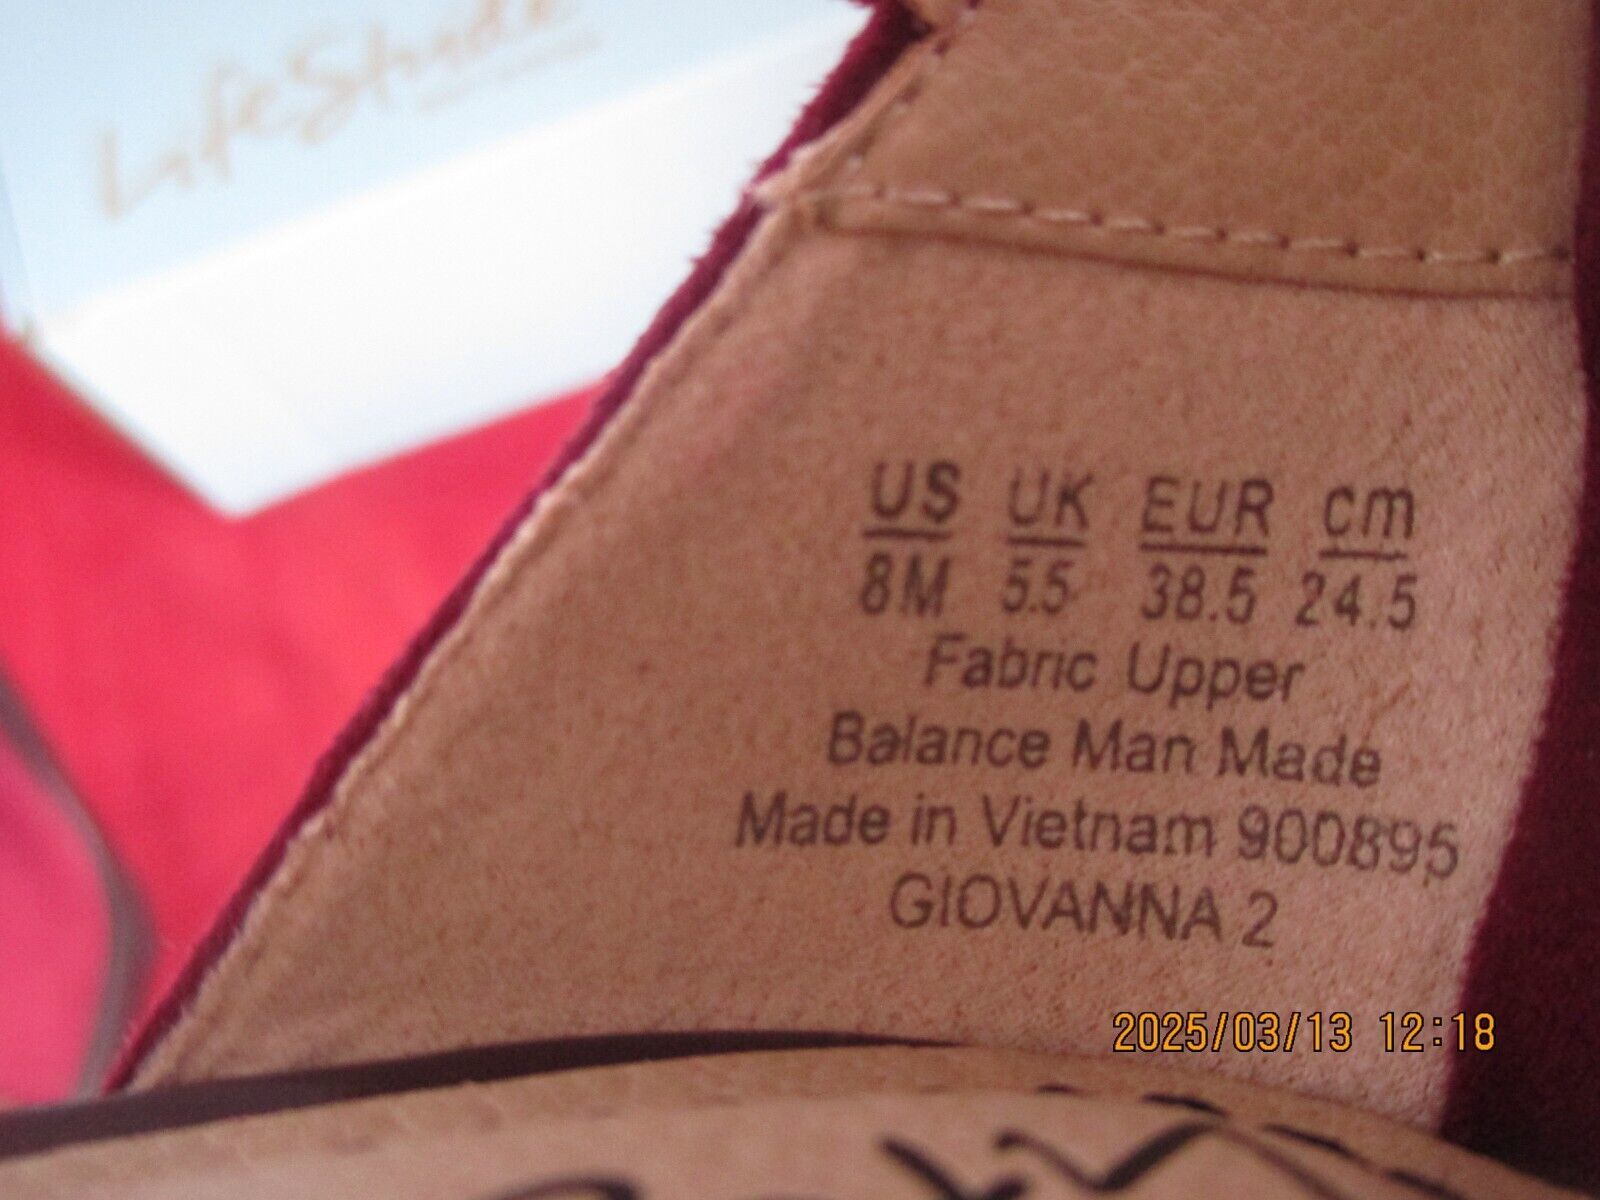 LifeStride
US UK EUR cm
8M 5.5 38.5 24.5
Fabric Upper
Balance Man Made
Made in Vietnam 900895
GIOVANNA 2
2025/03/13 12:18